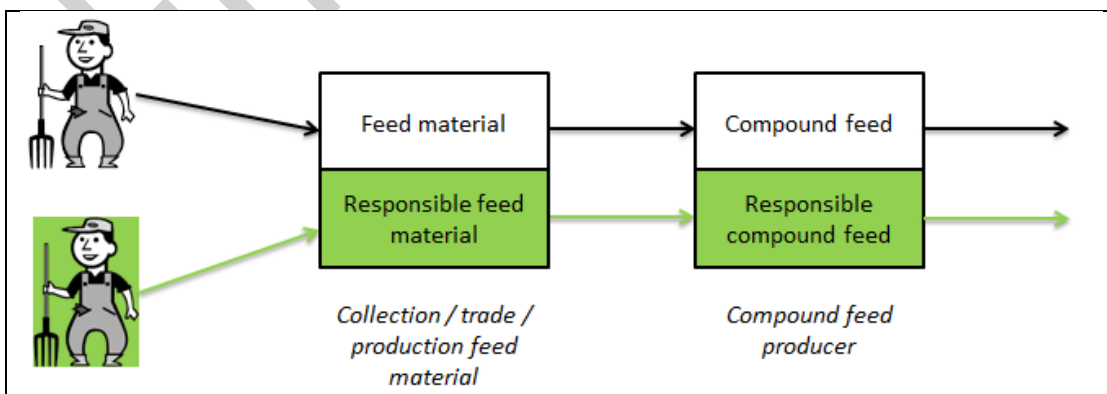 Feed material
Compound feed
Responsible feed
material
Responsible
compound feed
Collection / trade /
production feed
material
Compound feed
producer